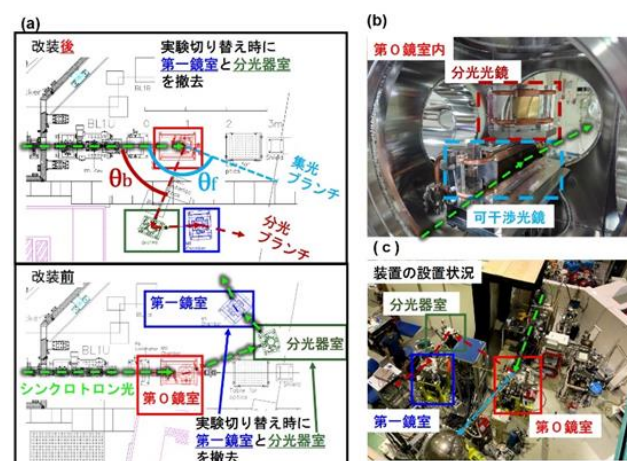 (a)
改装後
実験切り替え時に
第一鏡室と分光器室
を撤去
BL1U
0 1 2 3m
θb
θf
集光
ブランチ
分光
ブランチ
改装前
第一鏡室
BL1U
分光器室
シンクロトロン光
第０鏡室
実験切り替え時に
第一鏡室と分光器室
を撤去
(b)
第０鏡室内
分光光鏡
可干渉光鏡
(c)
装置の設置状況
分光器室
第一鏡室
第０鏡室